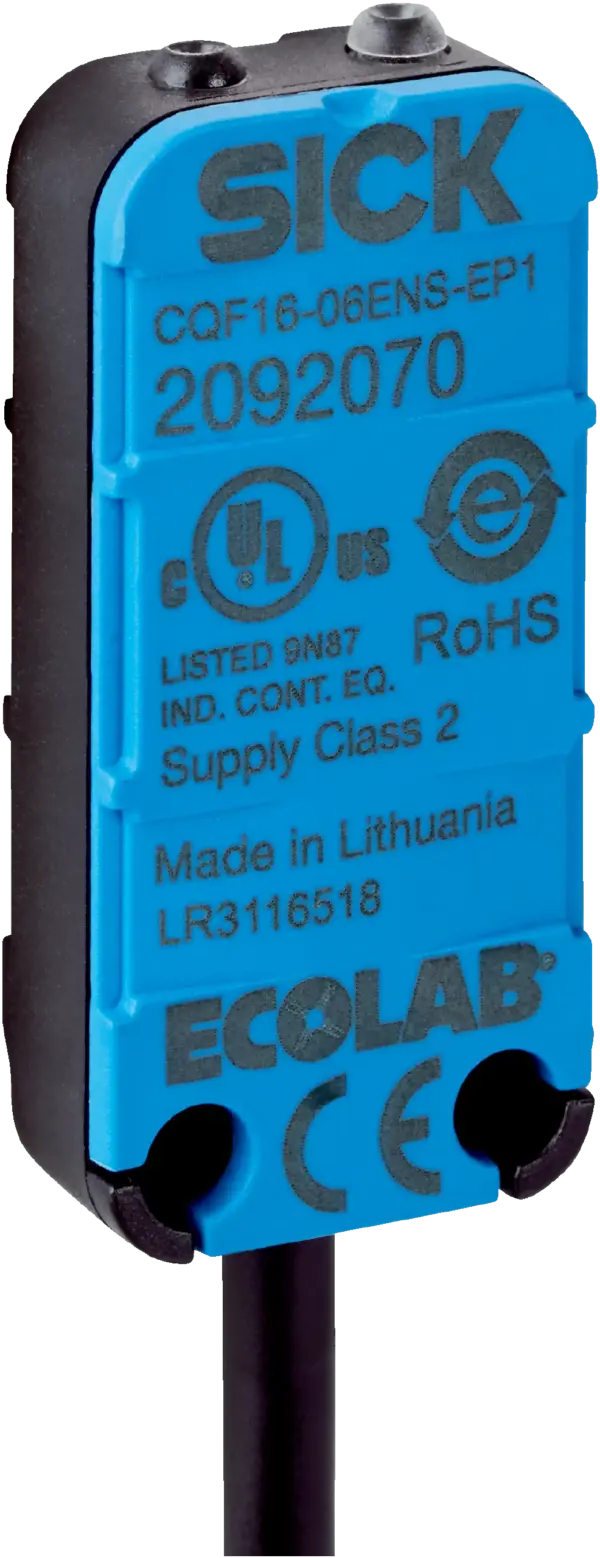 SICK
CQF16-06ENS-EP1
2092070
C UL US
® 
e
LISTED 9N87
IND. CONT. EQ.
RoHS
Supply Class 2
Made in Lithuania
LR3116518
ECOLAB®
CE